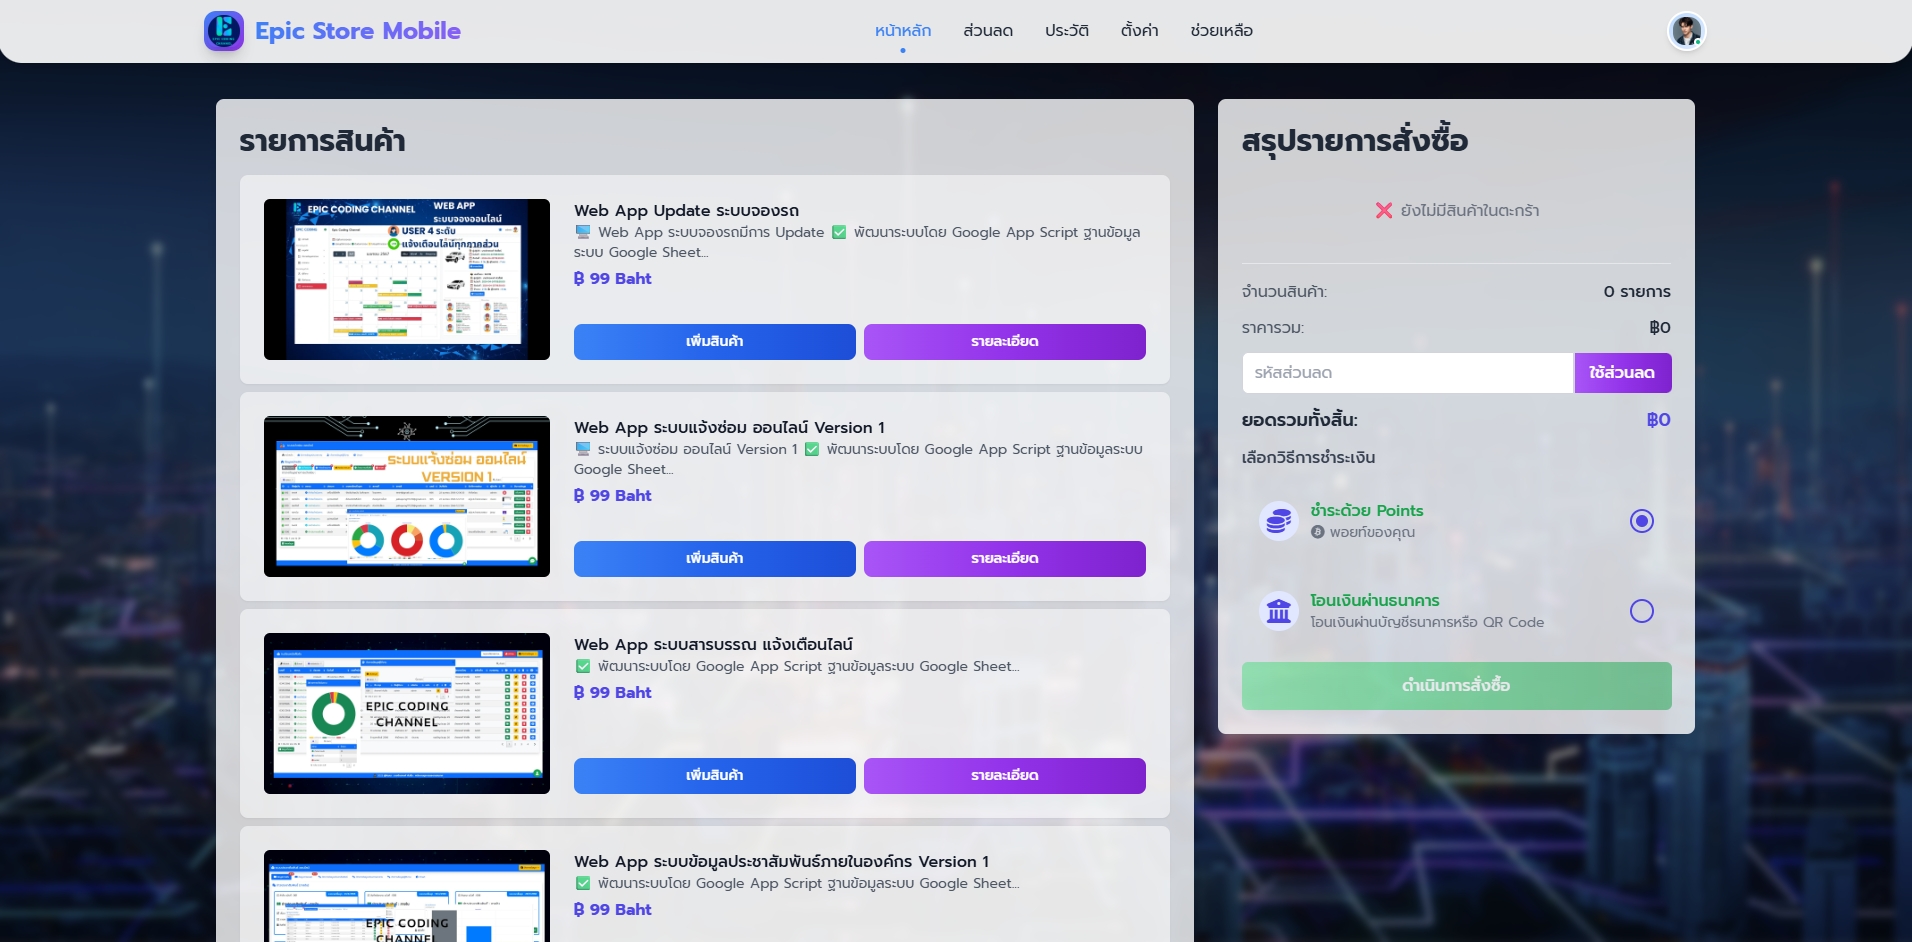 Epic Store Mobile
หน้าหลัก
ส่วนลด
ประวัติ
ตั้งค่า
ช่วยเหลือ
รายการสินค้า
EPIC CODING CHANNEL
WEB APP
ระบบจองออนไลน์
USER 4 ระดับ
แจ้งเตือนไลน์ทุกภาคส่วน
Web App Update ระบบจองรถ
🖥️ Web App ระบบจองรถมีการ Update ✅ พัฒนาระบบโดย Google App Script ฐานข้อมูล
ระบบ Google Sheet...
฿ 99 Baht
เพิ่มสินค้า
รายละเอียด
ระบบแจ้งซ่อม ออนไลน์
VERSION 1
Web App ระบบแจ้งซ่อม ออนไลน์ Version 1
🖥️ ระบบแจ้งซ่อม ออนไลน์ Version 1 ✅ พัฒนาระบบโดย Google App Script ฐานข้อมูลระบบ
Google Sheet...
฿ 99 Baht
เพิ่มสินค้า
รายละเอียด
EPIC CODING
CHANNEL
Web App ระบบสารบรรณ แจ้งเตือนไลน์
✅ พัฒนาระบบโดย Google App Script ฐานข้อมูลระบบ Google Sheet...
฿ 99 Baht
เพิ่มสินค้า
รายละเอียด
EPIC CODING
CHANNEL
Web App ระบบข้อมูลประชาสัมพันธ์ภายในองค์กร Version 1
✅ พัฒนาระบบโดย Google App Script ฐานข้อมูลระบบ Google Sheet...
฿ 99 Baht
สรุปรายการสั่งซื้อ
❌ ยังไม่มีสินค้าในตะกร้า
จำนวนสินค้า:
0 รายการ
ราคารวม:
฿0
รหัสส่วนลด
ใช้ส่วนลด
ยอดรวมทั้งสิ้น:
฿0
เลือกวิธีการชำระเงิน
ชำระด้วย Points
พอยท์ของคุณ
โอนเงินผ่านธนาคาร
โอนเงินผ่านบัญชีธนาคารหรือ QR Code
ดำเนินการสั่งซื้อ